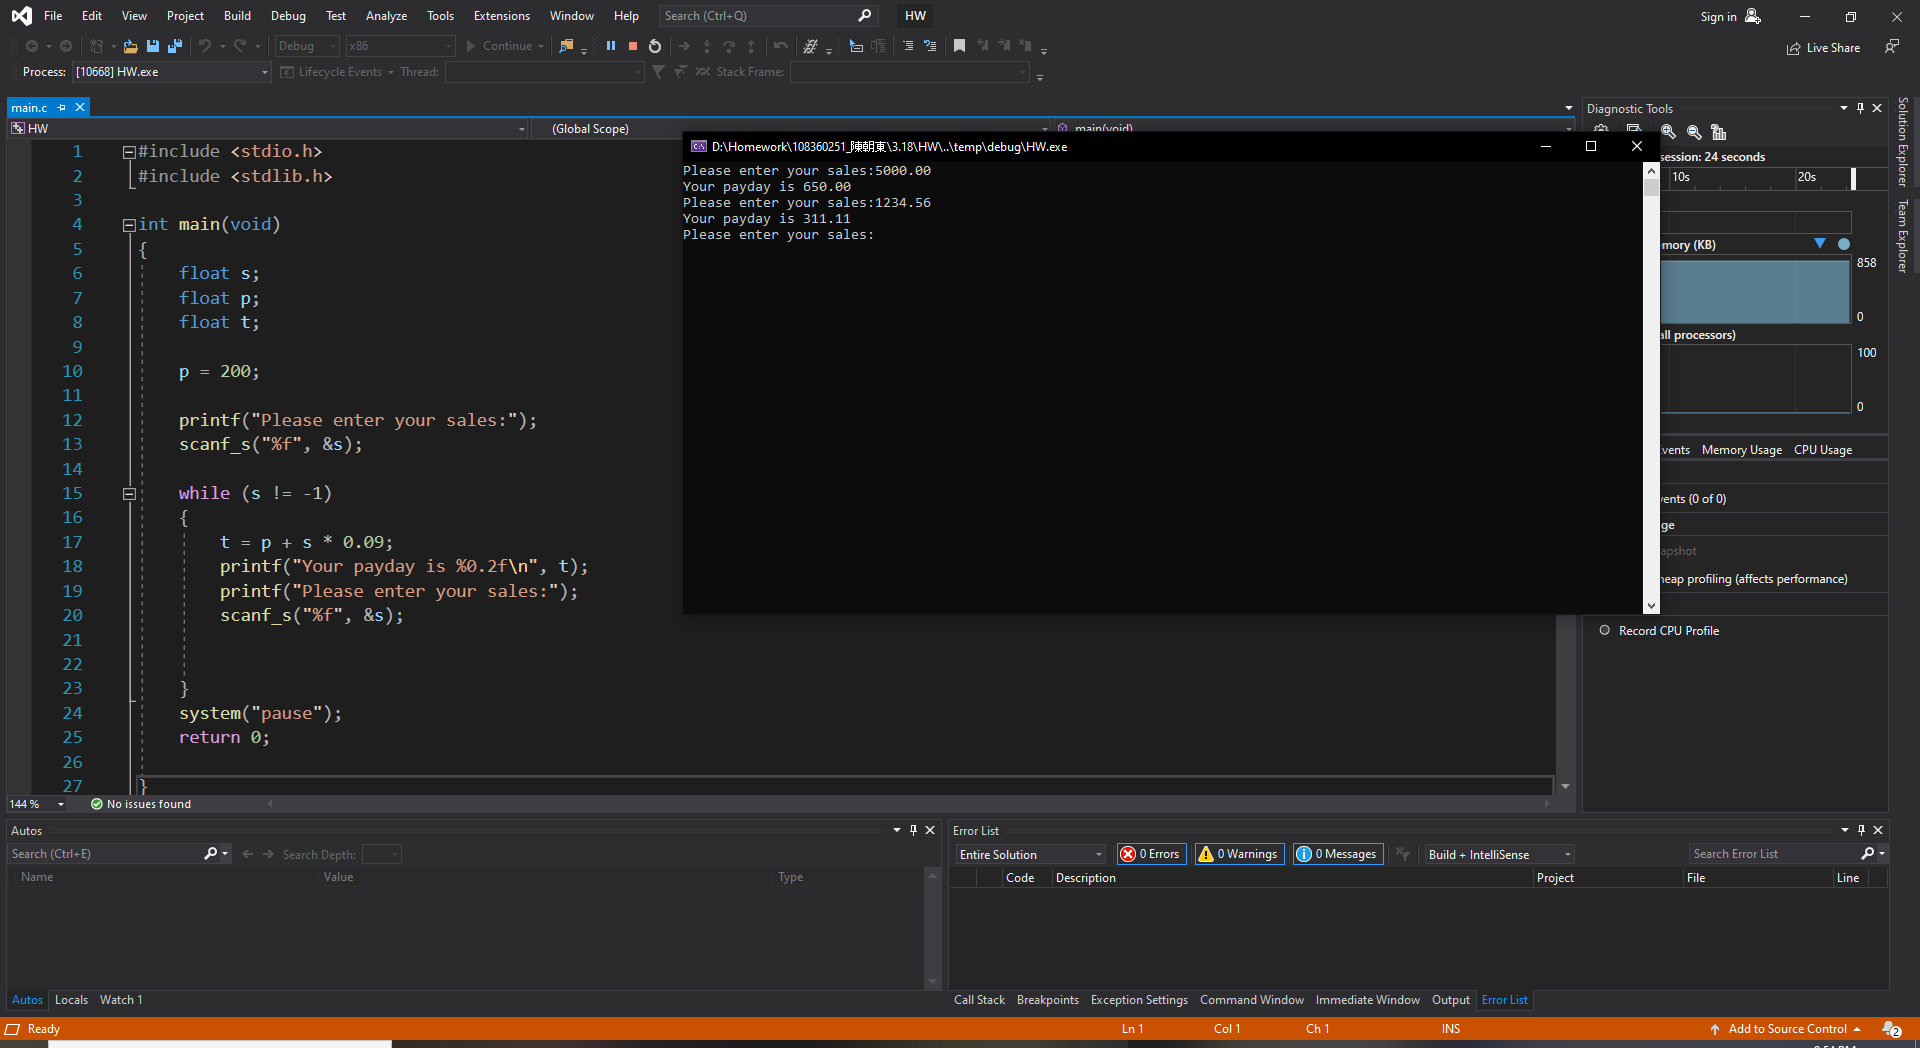 File Edit View Project Build Debug Test Analyze Tools Extensions Window Help Search (Ctrl+Q) HW Sign in
Debug x86 Continue Live Share
Process: [10668] HW.exe Lifecycle Events Thread: Stack Frame:
main.c
HW (Global Scope) main(void)
1 #include <stdio.h>
2 #include <stdlib.h>
3
4 int main(void)
5 {
6 float s;
7 float p;
8 float t;
9
10 p = 200;
11
12 printf("Please enter your sales:");
13 scanf_s("%f", &s);
14
15 while (s != -1)
16 {
17 t = p + s * 0.09;
18 printf("Your payday is %0.2f\n", t);
19 printf("Please enter your sales:");
20 scanf_s("%f", &s);
21
22
23 }
24 system("pause");
25 return 0;
26
27 }
144 % No issues found
D:\Homework\108360251_陳朝東\3.18\HW\..\temp\debug\HW.exe
Please enter your sales:5000.00
Your payday is 650.00
Please enter your sales:1234.56
Your payday is 311.11
Please enter your sales:
Diagnostic Tools
session: 24 seconds
10s 20s
emory (KB)
858
0
all processors)
100
0
vents Memory Usage CPU Usage
vents (0 of 0)
ge
apshot
heap profiling (affects performance)
Record CPU Profile
Solution Explorer
Team Explorer
Autos
Search (Ctrl+E) Search Depth:
Name Value Type
Autos Locals Watch 1
Error List
Entire Solution 0 Errors 0 Warnings 0 Messages Build + IntelliSense Search Error List
Code Description Project File Line
Call Stack Breakpoints Exception Settings Command Window Immediate Window Output Error List
Ready Ln 1 Col 1 Ch 1 INS Add to Source Control 2